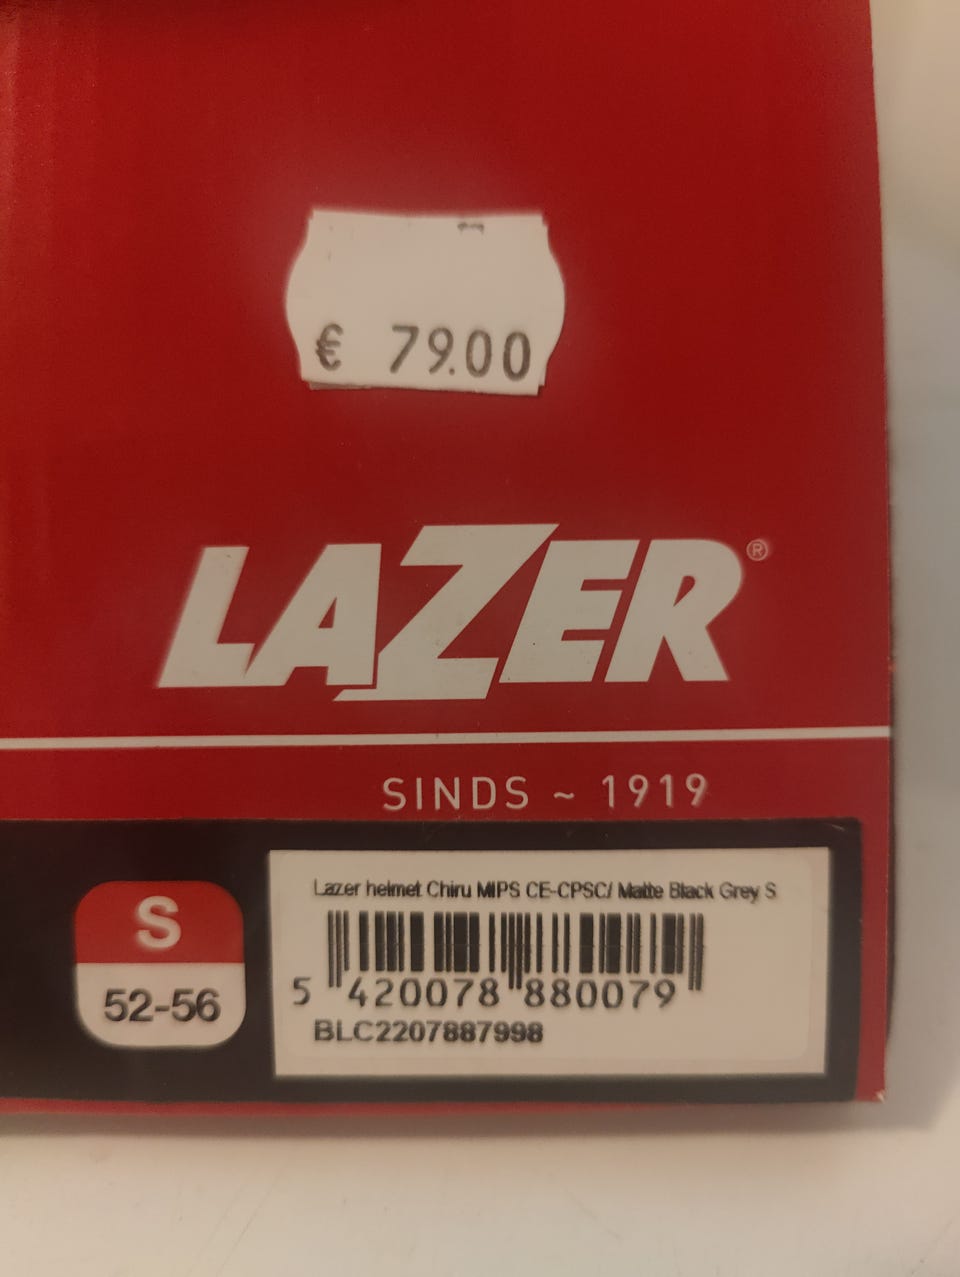 € 79.00
LAZER®
SINDS ~ 1919
S
52-56
Lazer helmet Chiru MIPS CE-CPSC/ Matte Black Grey S
5 420078 880079
BLC2207887998